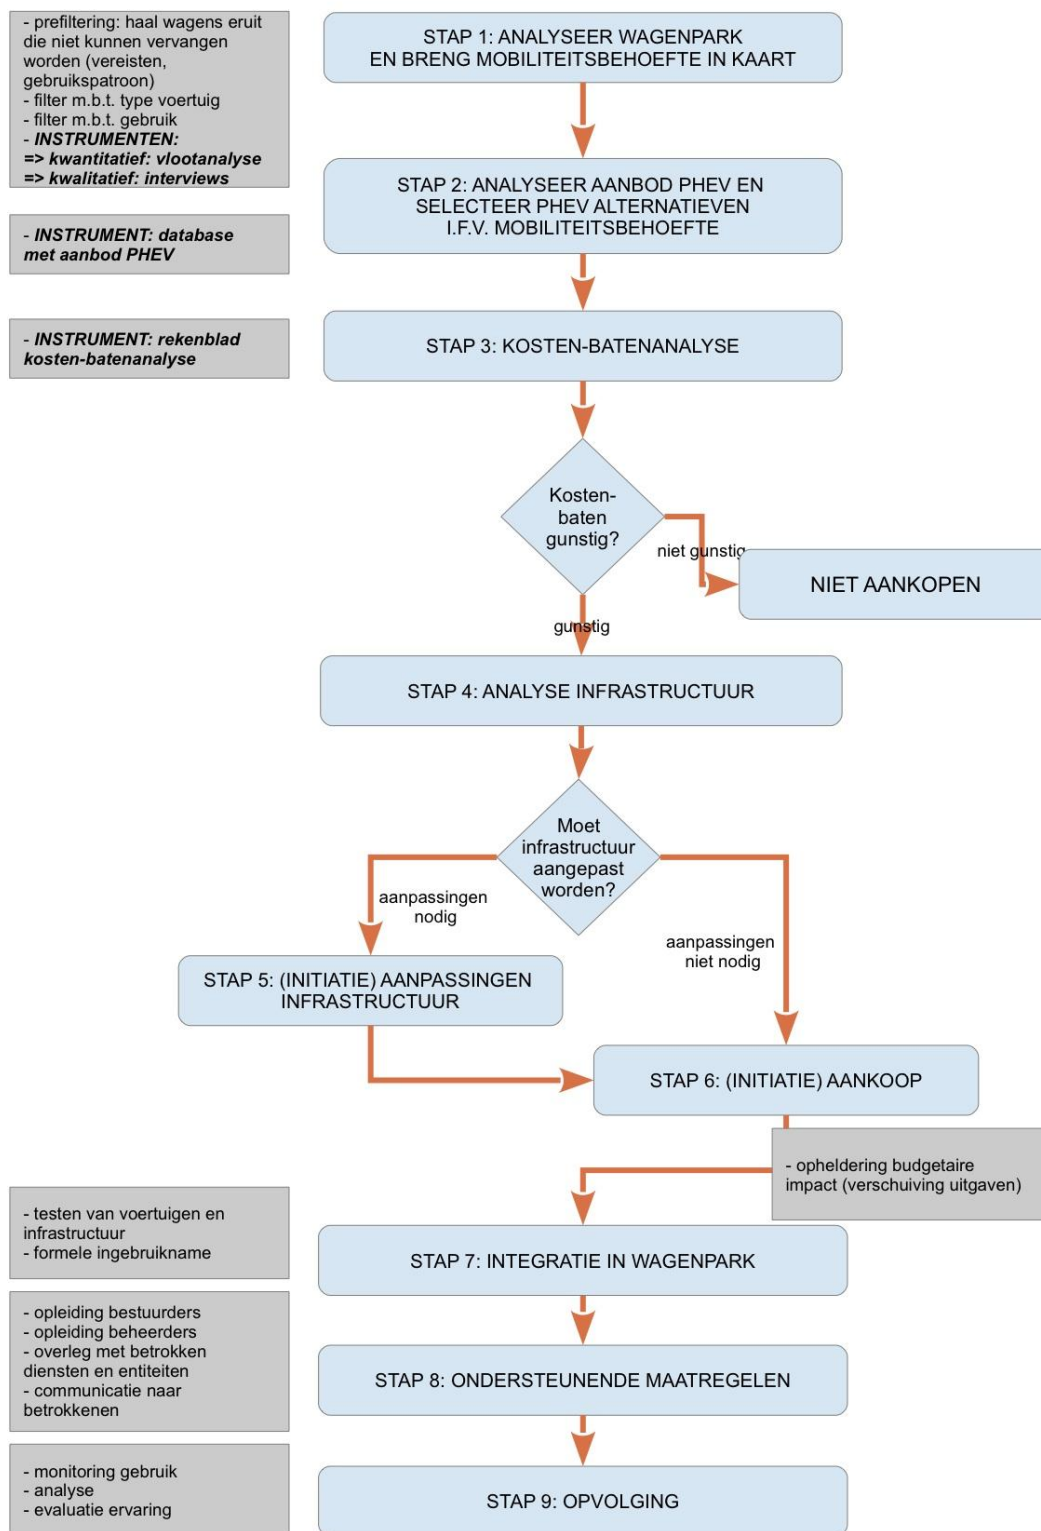 - prefiltering: haal wagens eruit
die niet kunnen vervangen
worden (vereisten,
gebruikspatroon)
- filter m.b.t. type voertuig
- filter m.b.t. gebruik
- INSTRUMENTEN:
=> kwantitatief: vlootanalyse
=> kwalitatief: interviews
STAP 1: ANALYSEER WAGENPARK
EN BRENG MOBILITEITSBEHOEFTE IN KAART
STAP 2: ANALYSEER AANBOD PHEV EN
SELECTEER PHEV ALTERNATIEVEN
I.F.V. MOBILITEITSBEHOEFTE
- INSTRUMENT: database
met aanbod PHEV
- INSTRUMENT: rekenblad
kosten-batenanalyse
STAP 3: KOSTEN-BATENANALYSE
Kosten-
baten
gunstig?
niet gunstig
NIET AANKOPEN
gunstig
STAP 4: ANALYSE INFRASTRUCTUUR
Moet
infrastructuur
aangepast
worden?
aanpassingen
nodig
aanpassingen
niet nodig
STAP 5: (INITIATIE) AANPASSINGEN
INFRASTRUCTUUR
STAP 6: (INITIATIE) AANKOOP
- opheldering budgetaire
impact (verschuiving uitgaven)
- testen van voertuigen en
infrastructuur
- formele ingebruikname
STAP 7: INTEGRATIE IN WAGENPARK
- opleiding bestuurders
- opleiding beheerders
- overleg met betrokken
diensten en entiteiten
- communicatie naar
betrokkenen
STAP 8: ONDERSTEUNENDE MAATREGELEN
- monitoring gebruik
- analyse
- evaluatie ervaring
STAP 9: OPVOLGING